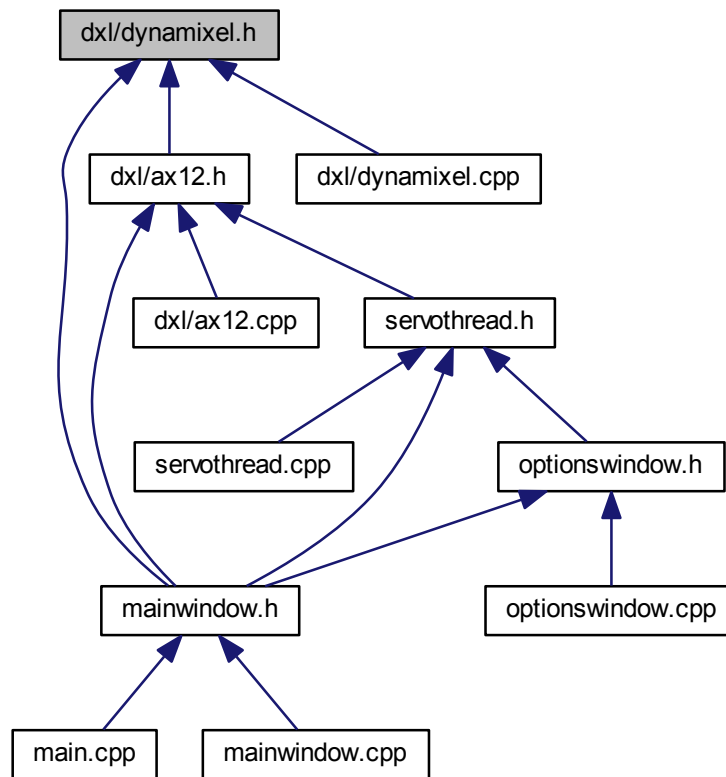 dxl/dynamixel.h
dxl/ax12.h
dxl/dynamixel.cpp
dxl/ax12.cpp
servothread.h
servothread.cpp
optionswindow.h
mainwindow.h
optionswindow.cpp
main.cpp
mainwindow.cpp